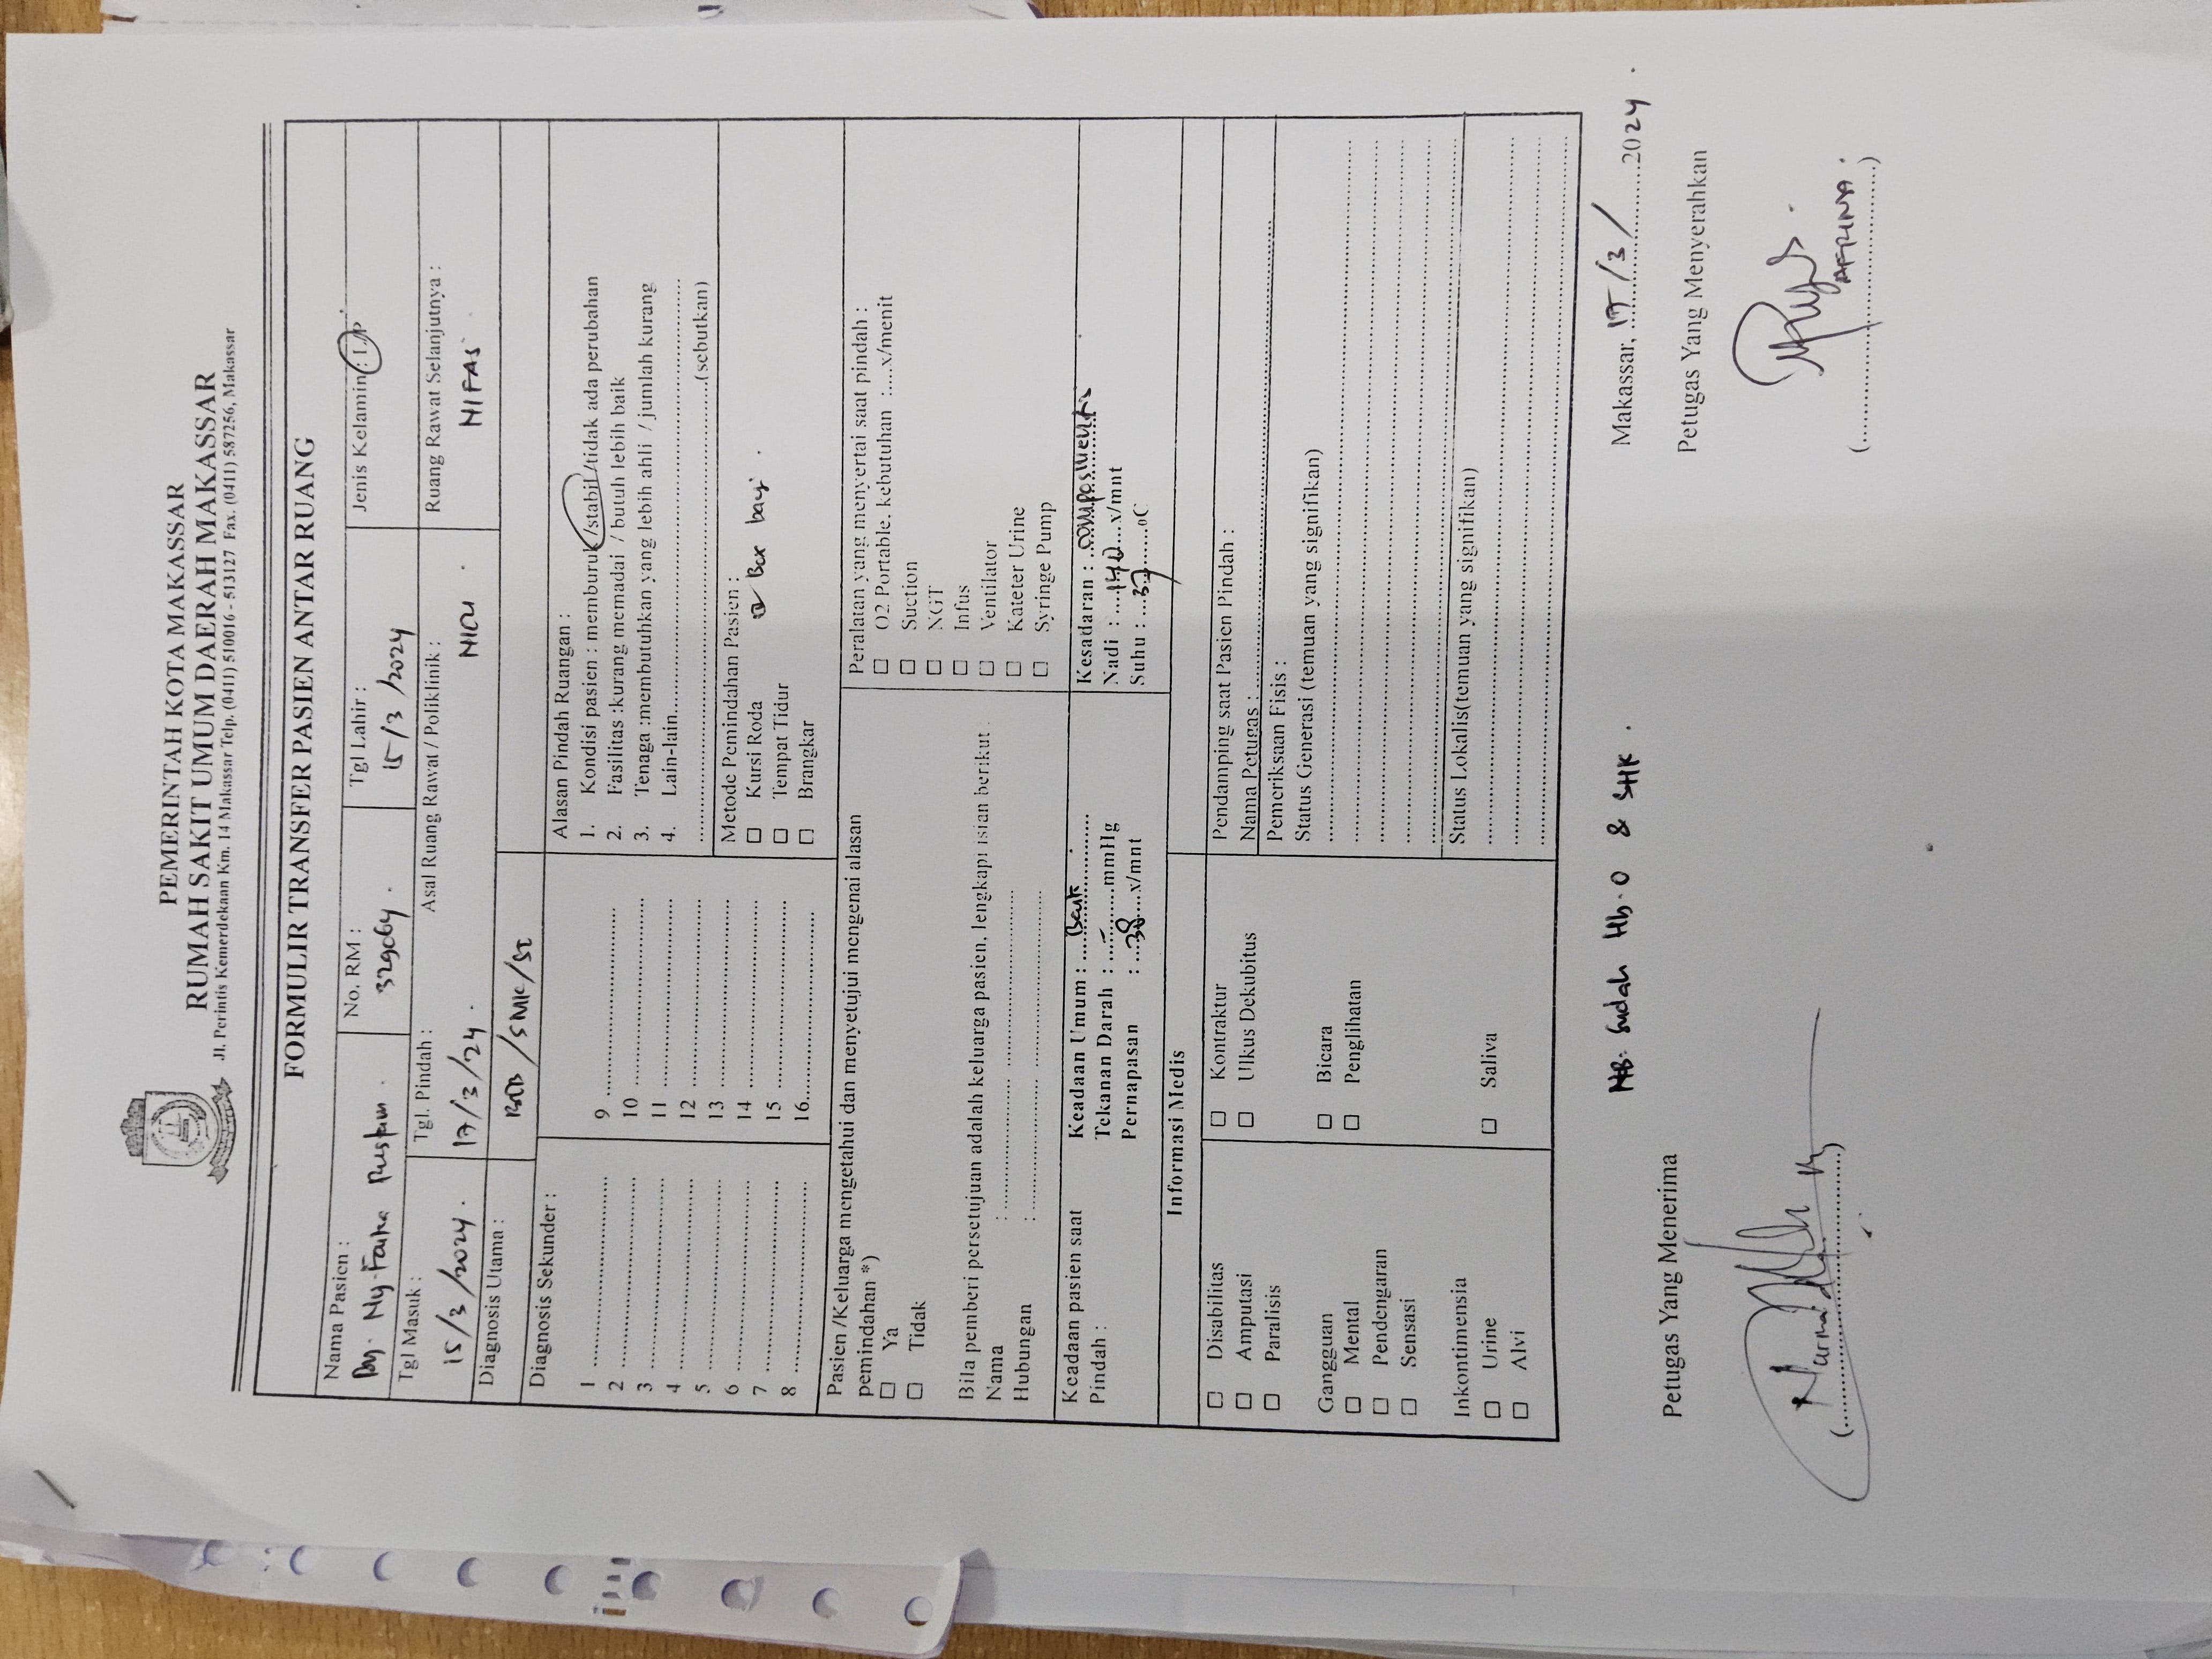 PEMERINTAH KOTA MAKASSAR
RUMAH SAKIT UMUM DAERAH MAKASSAR
Jl. Perintis Kemerdekaan Km. 14 Makassar Telp. (0411) 510016 - 513127 Fax. (0411) 587256, Makassar
FORMULIR TRANSFER PASIEN ANTAR RUANG
Nama Pasien :
By. Ny. Rustam
No. RM :
329064
Tgl Lahir :
15/3/2024
Jenis Kelamin : L/P
Tgl Masuk :
15/3/2024
Tgl. Pindah :
17/3/24
Asal Ruang Rawat / Poliklinik :
NICU
Ruang Rawat Selanjutnya :
NIFAS
Diagnosis Utama :
/SMK/
Diagnosis Sekunder :
1 ..........
2 ..........
3 ..........
4 ..........
5 ..........
6 ..........
7 ..........
8 ..........
9 ..........
10 ..........
11 ..........
12 ..........
13 ..........
14 ..........
15 ..........
16..........
Alasan Pindah Ruangan :
1. Kondisi pasien : memburuk /stabil /tidak ada perubahan
2. Fasilitas :kurang memadai / butuh lebih baik
3. Tenaga :membutuhkan yang lebih ahli / jumlah kurang
4. Lain-lain..........
..........(sebutkan)
Metode Pemindahan Pasien :
☐ Kursi Roda ☑ Box bayi
☐ Tempat Tidur
☐ Brangkar
Pasien /Keluarga mengetahui dan menyetujui mengenai alasan
pemindahan *)
☐ Ya
☐ Tidak
Bila pemberi persetujuan adalah keluarga pasien, lengkapi isian berikut :
Nama : ..........
Hubungan : ..........
Peralatan yang menyertai saat pindah :
☐ O2 Portable, kebutuhan :....x/menit
☐ Suction
☐ NGT
☐ Infus
☐ Ventilator
☐ Kateter Urine
☐ Syringe Pump
Keadaan pasien saat
Pindah :
Keadaan Umum : Baik
Tekanan Darah : - mmHg
Pernapasan : 38 x/mnt
Kesadaran : composmentis
Nadi : 140 x/mnt
Suhu : 37 oC
Informasi Medis
☐ Disabilitas
☐ Amputasi
☐ Paralisis
☐ Kontraktur
☐ Ulkus Dekubitus
Gangguan
☐ Mental
☐ Pendengaran
☐ Sensasi
☐ Bicara
☐ Penglihatan
Inkontimensia
☐ Urine
☐ Alvi
☐ Saliva
Pendamping saat Pasien Pindah :
Nama Petugas : ..........
Pemeriksaan Fisis :
Status Generasi (temuan yang signifikan)
Status Lokalis(temuan yang signifikan)
NB: Sudah Hb.0 & SHK.
Makassar, 17/3/2024
Petugas Yang Menerima
Petugas Yang Menyerahkan
AFRINA